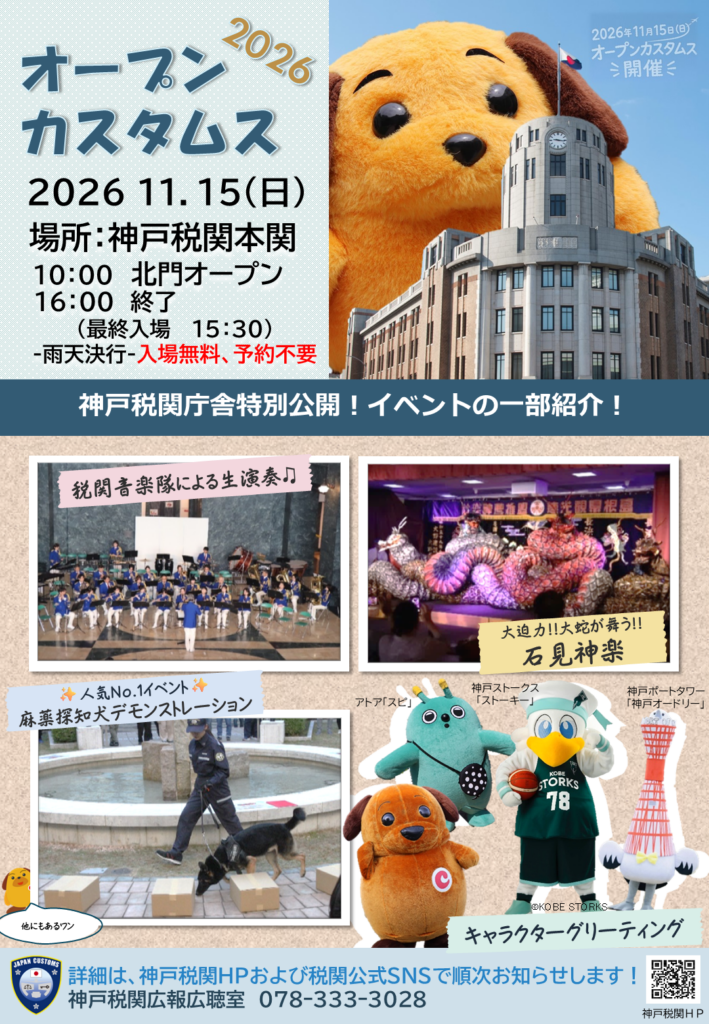 オープン
カスタムス
2026
2026年11月15日(日)
オープンカスタムス
開催
2026 11.15(日)
場所:神戸税関本関
10:00 北門オープン
16:00 終了
(最終入場 15:30)
-雨天決行-入場無料、予約不要
神戸税関庁舎特別公開!イベントの一部紹介!
税関音楽隊による生演奏♫
大迫力!!大蛇が舞う!!
石見神楽
✨人気No.1イベント✨
麻薬探知犬デモンストレーション
アトア「スピ」
神戸ストークス
「ストーキー」
神戸ポートタワー
「神戸オードリー」
KOBE
STORKS
78
©KOBE STORKS
キャラクターグリーティング
他にもあるワン
JAPAN CUSTOMS
詳細は、神戸税関HPおよび税関公式SNSで順次お知らせします!
神戸税関広報広聴室 078-333-3028
神戸税関HP